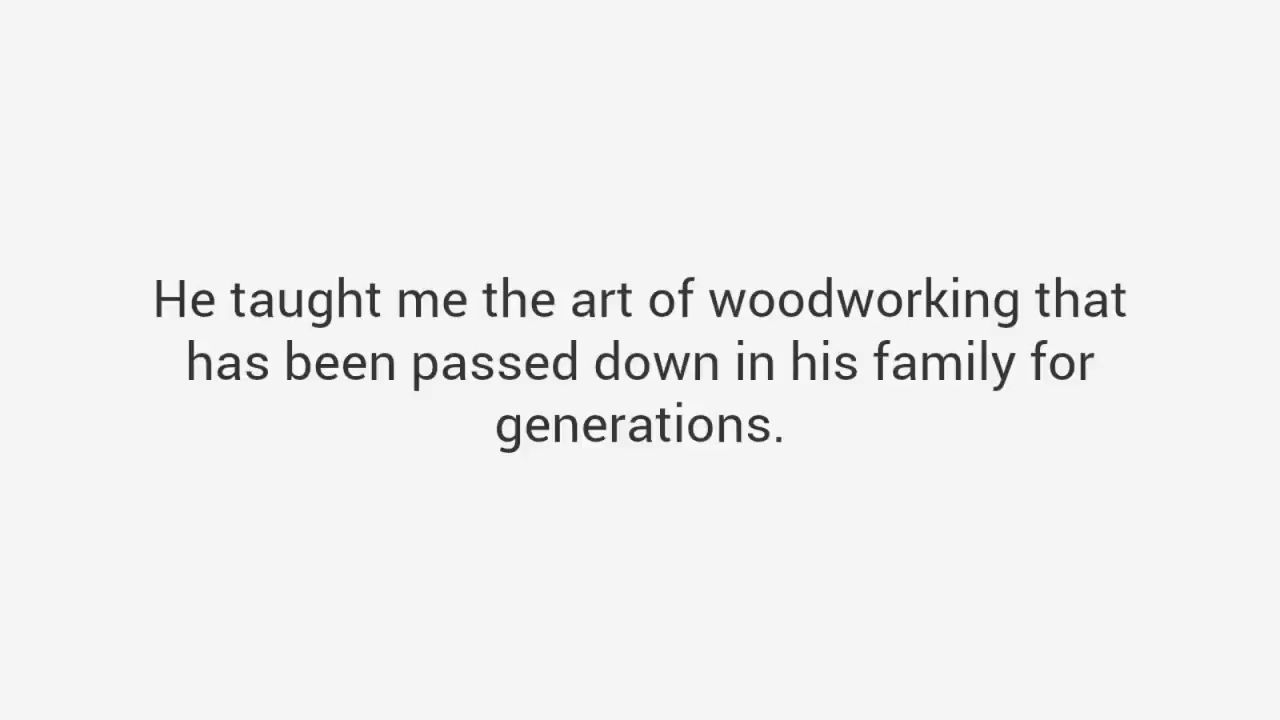 He taught me the art of woodworking that
has been passed down in his family for
generations.